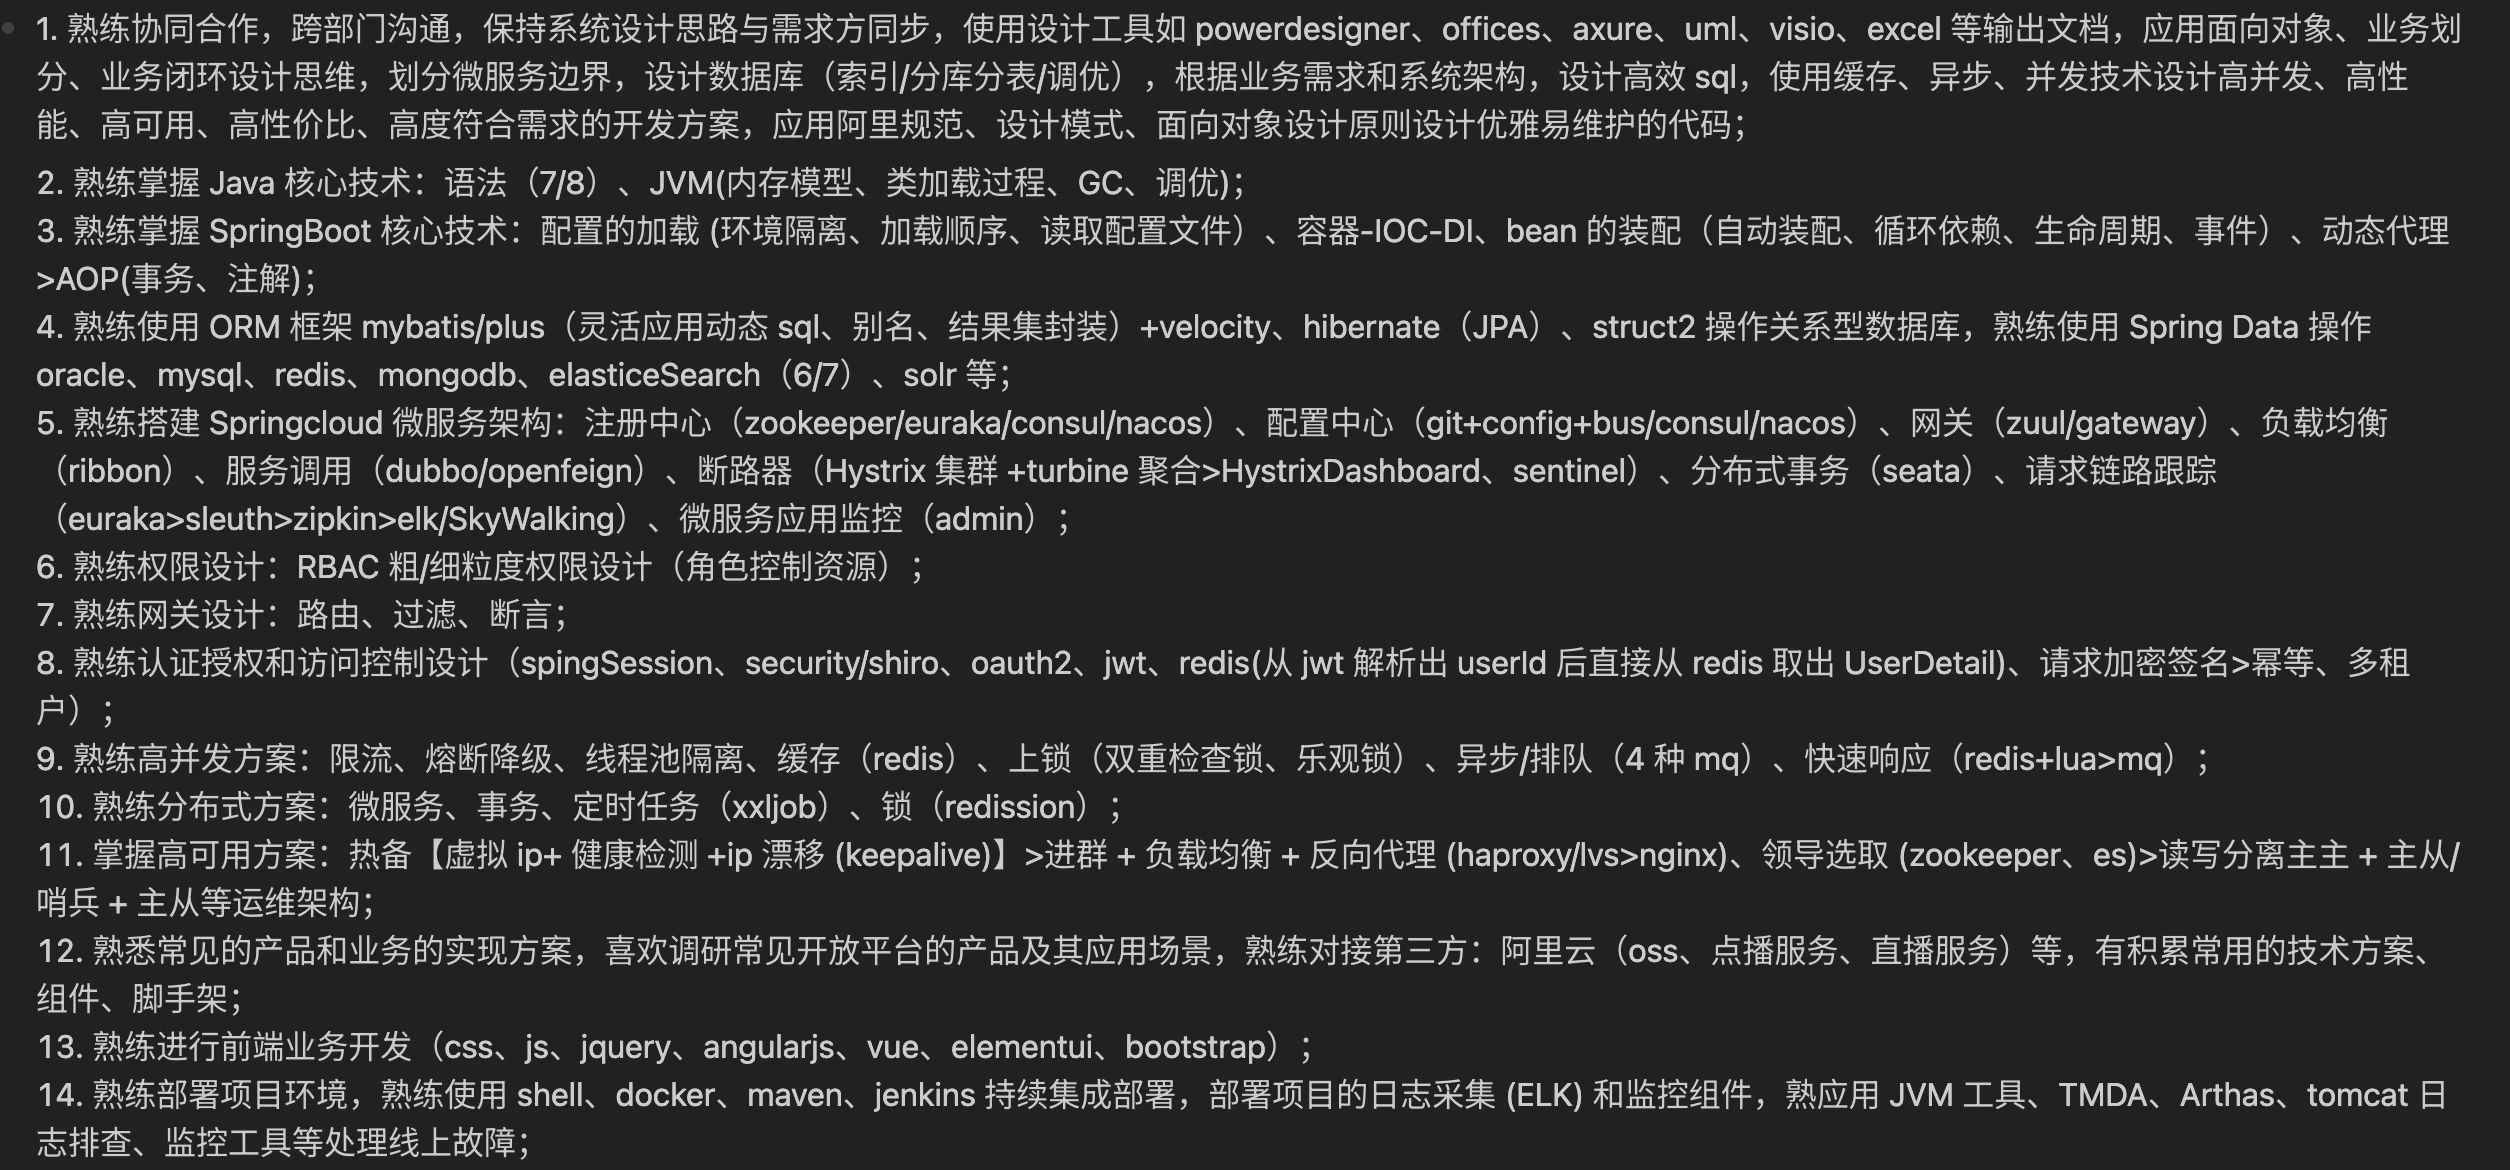 1. 熟练协同合作，跨部门沟通，保持系统设计思路与需求方同步，使用设计工具如 powerdesigner、offices、axure、uml、visio、excel 等输出文档，应用面向对象、业务划
分、业务闭环设计思维，划分微服务边界，设计数据库（索引/分库分表/调优），根据业务需求和系统架构，设计高效 sql，使用缓存、异步、并发技术设计高并发、高性
能、高可用、高性价比、高度符合需求的开发方案，应用阿里规范、设计模式、面向对象设计原则设计优雅易维护的代码；
2. 熟练掌握 Java 核心技术：语法（7/8）、JVM(内存模型、类加载过程、GC、调优)；
3. 熟练掌握 SpringBoot 核心技术：配置的加载 (环境隔离、加载顺序、读取配置文件）、容器-IOC-DI、bean 的装配（自动装配、循环依赖、生命周期、事件）、动态代理
>AOP(事务、注解)；
4. 熟练使用 ORM 框架 mybatis/plus（灵活应用动态 sql、别名、结果集封装）+velocity、hibernate（JPA）、struct2 操作关系型数据库，熟练使用 Spring Data 操作
oracle、mysql、redis、mongodb、elasticeSearch（6/7）、solr 等；
5. 熟练搭建 Springcloud 微服务架构：注册中心（zookeeper/euraka/consul/nacos）、配置中心（git+config+bus/consul/nacos）、网关（zuul/gateway）、负载均衡
（ribbon）、服务调用（dubbo/openfeign）、断路器（Hystrix 集群 +turbine 聚合>HystrixDashboard、sentinel）、分布式事务（seata）、请求链路跟踪
（euraka>sleuth>zipkin>elk/SkyWalking）、微服务应用监控（admin）；
6. 熟练权限设计：RBAC 粗/细粒度权限设计（角色控制资源）；
7. 熟练网关设计：路由、过滤、断言；
8. 熟练认证授权和访问控制设计（spingSession、security/shiro、oauth2、jwt、redis(从 jwt 解析出 userId 后直接从 redis 取出 UserDetail)、请求加密签名>幂等、多租
户）；
9. 熟练高并发方案：限流、熔断降级、线程池隔离、缓存（redis）、上锁（双重检查锁、乐观锁）、异步/排队（4 种 mq）、快速响应（redis+lua>mq）；
10. 熟练分布式方案：微服务、事务、定时任务（xxljob）、锁（redission）；
11. 掌握高可用方案：热备【虚拟 ip+ 健康检测 +ip 漂移 (keepalive)】>进群 + 负载均衡 + 反向代理 (haproxy/lvs>nginx)、领导选取 (zookeeper、es)>读写分离主主 + 主从/
哨兵 + 主从等运维架构；
12. 熟悉常见的产品和业务的实现方案，喜欢调研常见开放平台的产品及其应用场景，熟练对接第三方：阿里云（oss、点播服务、直播服务）等，有积累常用的技术方案、
组件、脚手架；
13. 熟练进行前端业务开发（css、js、jquery、angularjs、vue、elementui、bootstrap）；
14. 熟练部署项目环境，熟练使用 shell、docker、maven、jenkins 持续集成部署，部署项目的日志采集 (ELK) 和监控组件，熟应用 JVM 工具、TMDA、Arthas、tomcat 日
志排查、监控工具等处理线上故障；